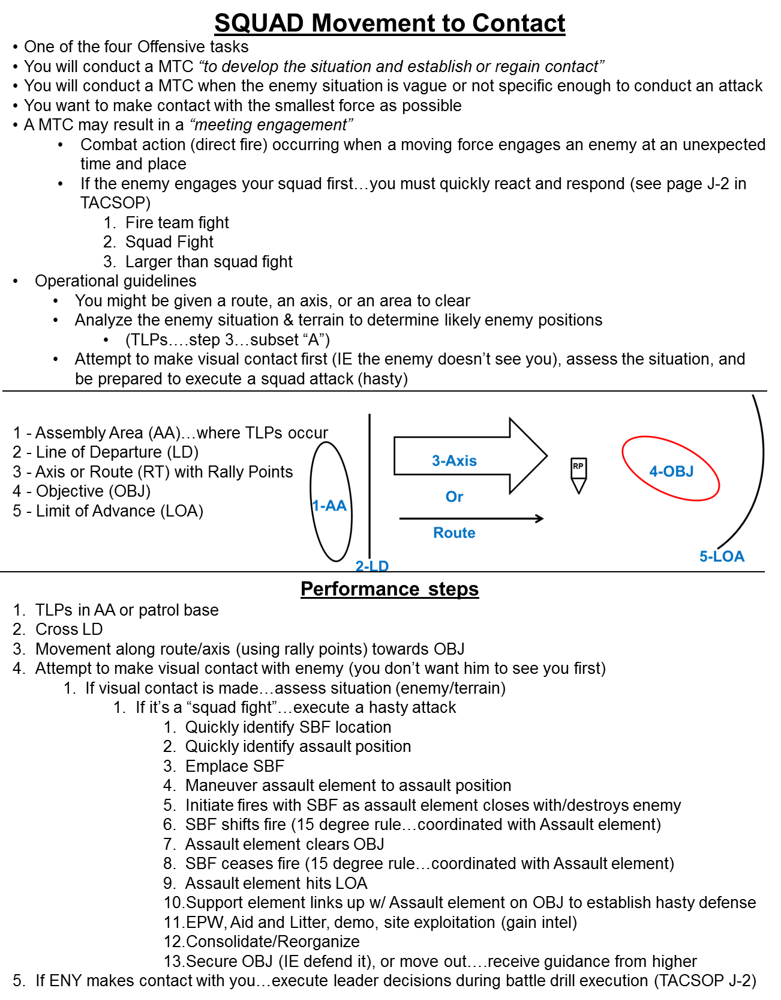 SQUAD Movement to Contact
• One of the four Offensive tasks
• You will conduct a MTC “to develop the situation and establish or regain contact”
• You will conduct a MTC when the enemy situation is vague or not specific enough to conduct an attack
• You want to make contact with the smallest force as possible
• A MTC may result in a “meeting engagement”
• Combat action (direct fire) occurring when a moving force engages an enemy at an unexpected
time and place
• If the enemy engages your squad first…you must quickly react and respond (see page J-2 in
TACSOP)
1. Fire team fight
2. Squad Fight
3. Larger than squad fight
• Operational guidelines
• You might be given a route, an axis, or an area to clear
• Analyze the enemy situation & terrain to determine likely enemy positions
• (TLPs….step 3…subset “A”)
• Attempt to make visual contact first (IE the enemy doesn’t see you), assess the situation, and
be prepared to execute a squad attack (hasty)
1 - Assembly Area (AA)…where TLPs occur
2 - Line of Departure (LD)
3 - Axis or Route (RT) with Rally Points
4 - Objective (OBJ)
5 - Limit of Advance (LOA)
1-AA
2-LD
3-Axis
Or
Route
RP
4-OBJ
5-LOA
Performance steps
1. TLPs in AA or patrol base
2. Cross LD
3. Movement along route/axis (using rally points) towards OBJ
4. Attempt to make visual contact with enemy (you don’t want him to see you first)
1. If visual contact is made…assess situation (enemy/terrain)
1. If it’s a “squad fight”…execute a hasty attack
1. Quickly identify SBF location
2. Quickly identify assault position
3. Emplace SBF
4. Maneuver assault element to assault position
5. Initiate fires with SBF as assault element closes with/destroys enemy
6. SBF shifts fire (15 degree rule…coordinated with Assault element)
7. Assault element clears OBJ
8. SBF ceases fire (15 degree rule…coordinated with Assault element)
9. Assault element hits LOA
10.Support element links up w/ Assault element on OBJ to establish hasty defense
11.EPW, Aid and Litter, demo, site exploitation (gain intel)
12.Consolidate/Reorganize
13.Secure OBJ (IE defend it), or move out….receive guidance from higher
5. If ENY makes contact with you…execute leader decisions during battle drill execution (TACSOP J-2)